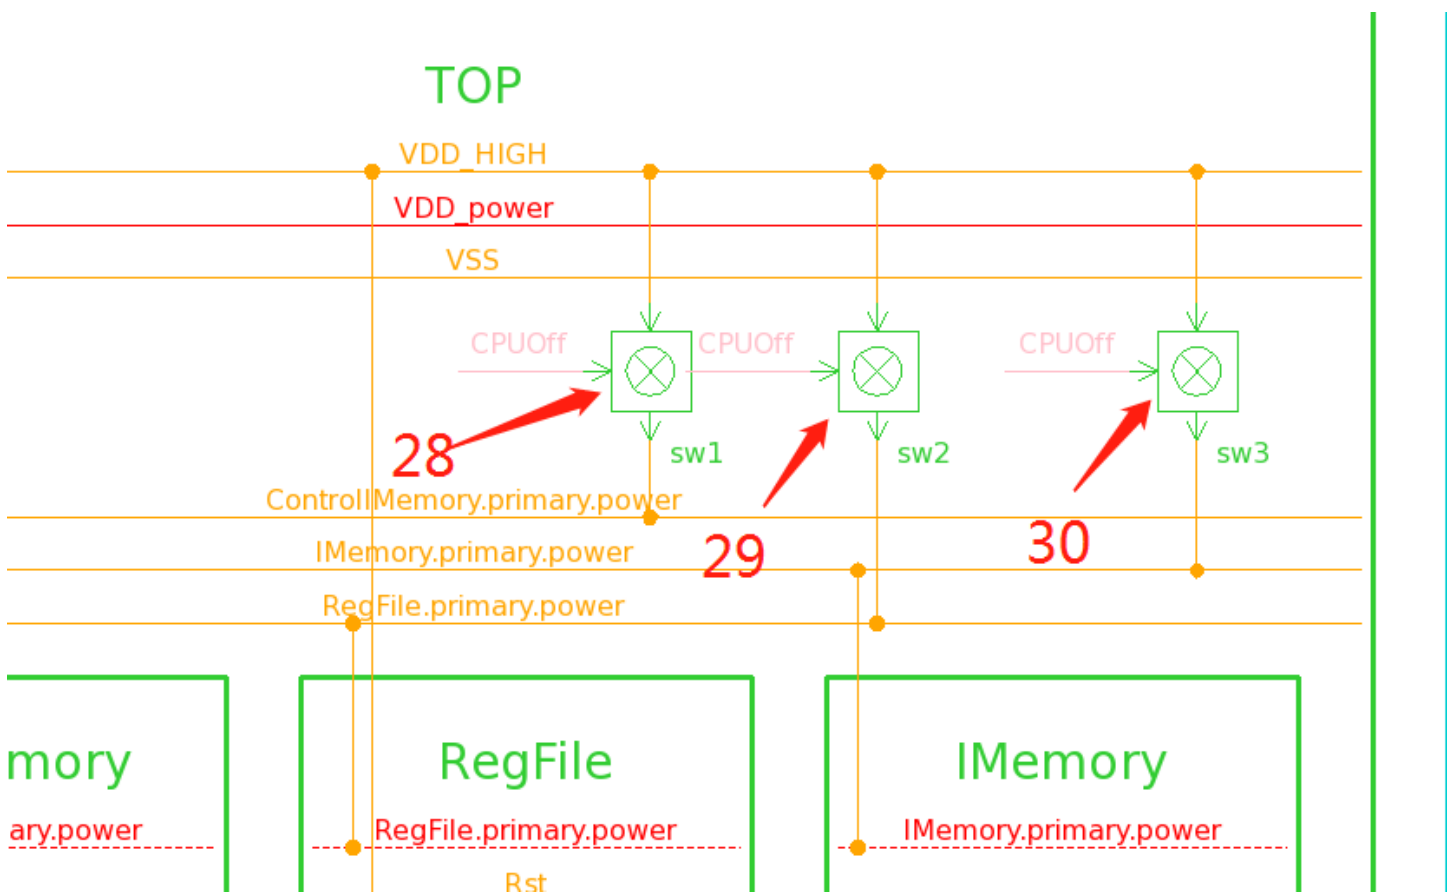 TOP
VDD_HIGH
VDD_power
VSS
CPUOff
CPUOff
CPUOff
28
sw1
sw2
sw3
ControlIMemory.primary.power
29
30
IMemory.primary.power
RegFile.primary.power
mory
RegFile
IMemory
ary.power
RegFile.primary.power
IMemory.primary.power
Rst